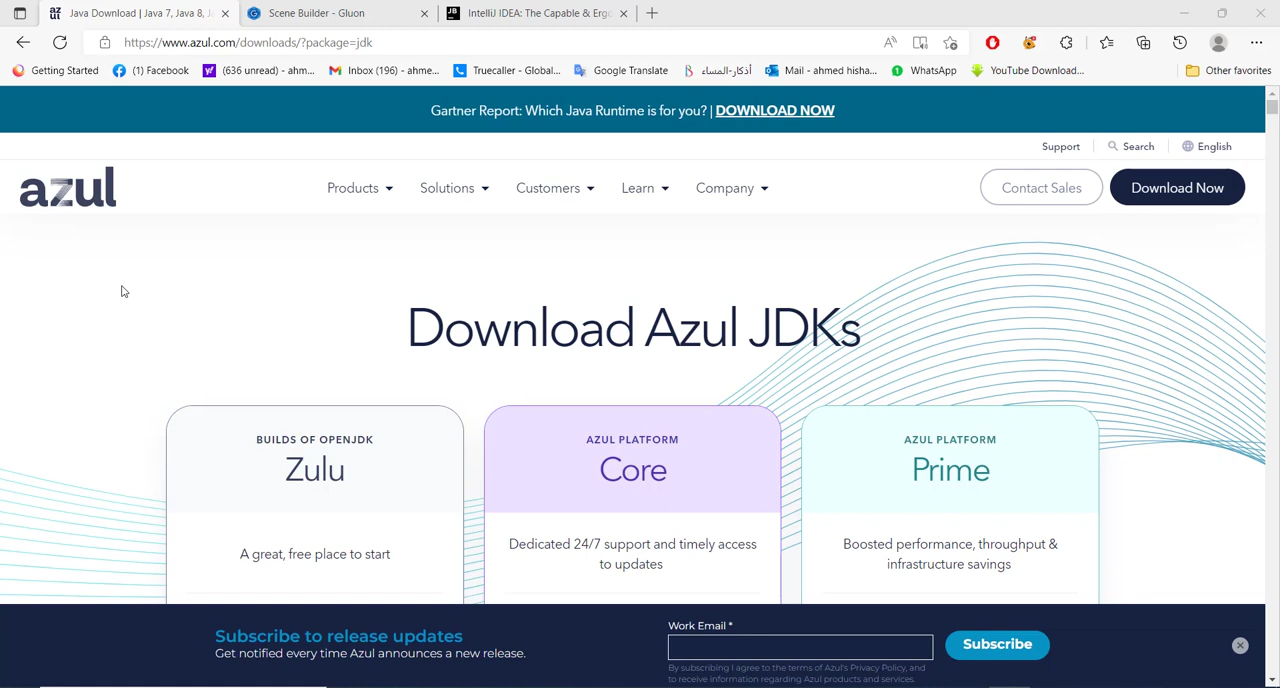 Java Download | Java 7, Java 8, Ja
Scene Builder - Gluon
IntelliJ IDEA: The Capable & Ergo
https://www.azul.com/downloads/?package=jdk
Getting Started
(1) Facebook
(636 unread) - ahm...
Inbox (196) - ahme...
Truecaller - Global...
Google Translate
أذكار-المساء
Mail - ahmed hisha...
WhatsApp
YouTube Download...
Other favorites
Gartner Report: Which Java Runtime is for you? | DOWNLOAD NOW
Support
Search
English
azul
Products
Solutions
Customers
Learn
Company
Contact Sales
Download Now
Download Azul JDKs
BUILDS OF OPENJDK
Zulu
A great, free place to start
AZUL PLATFORM
Core
Dedicated 24/7 support and timely access
to updates
AZUL PLATFORM
Prime
Boosted performance, throughput &
infrastructure savings
Subscribe to release updates
Get notified every time Azul announces a new release.
Work Email *
Subscribe
By subscribing I agree to the terms of Azul's Privacy Policy, and
to receive information regarding Azul products and services.